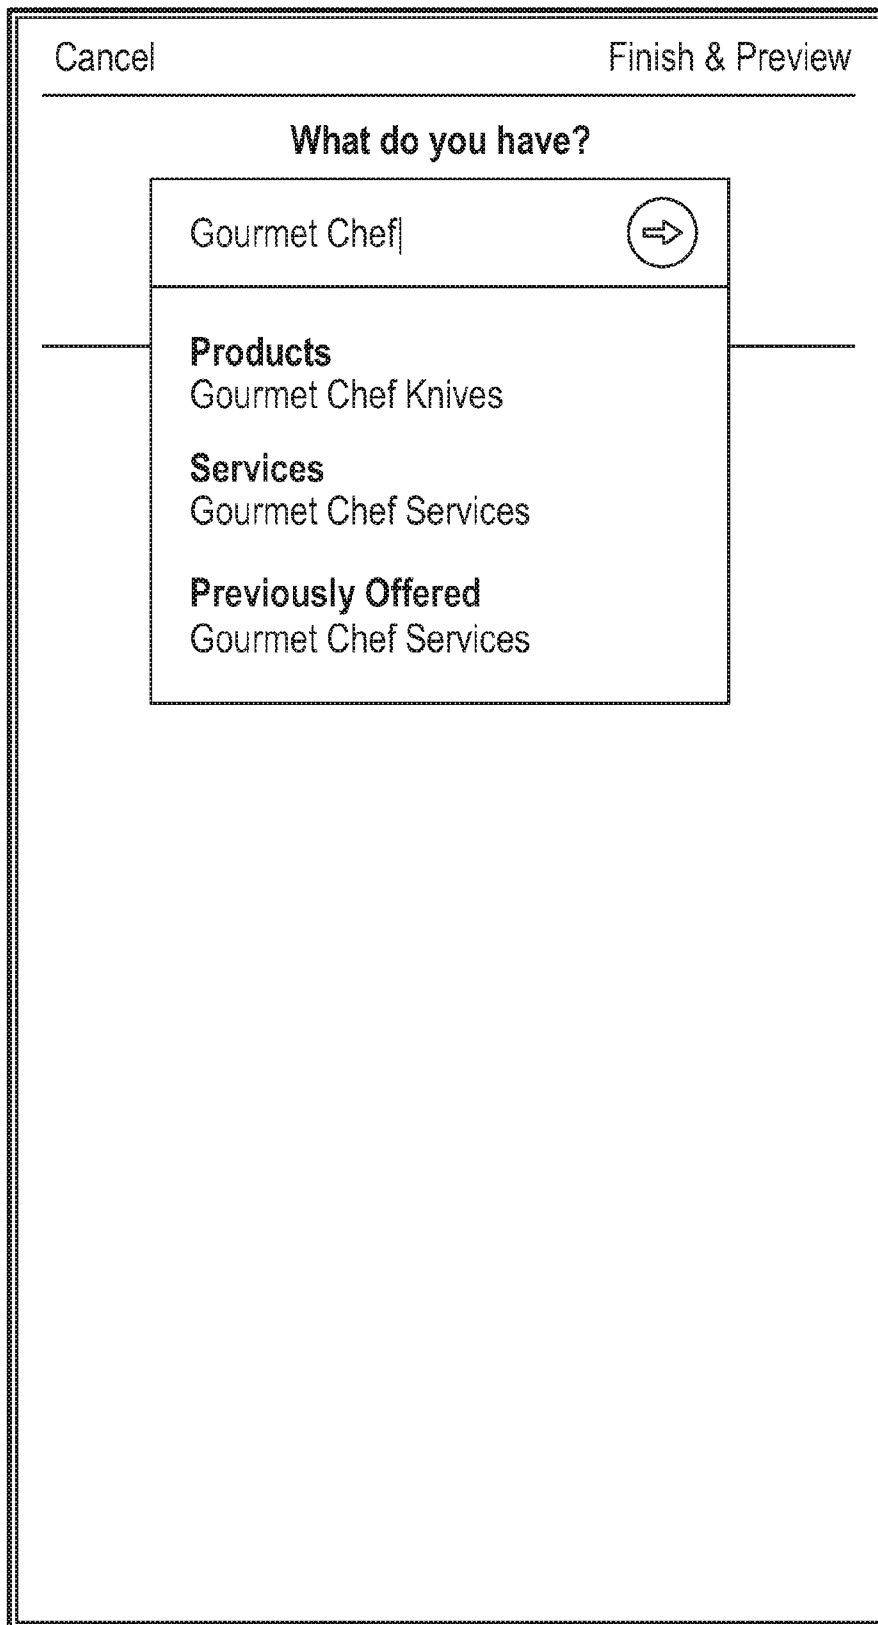 Cancel Finish & Preview
What do you have?
Gourmet Chef
Products
Gourmet Chef Knives
Services
Gourmet Chef Services
Previously Offered
Gourmet Chef Services